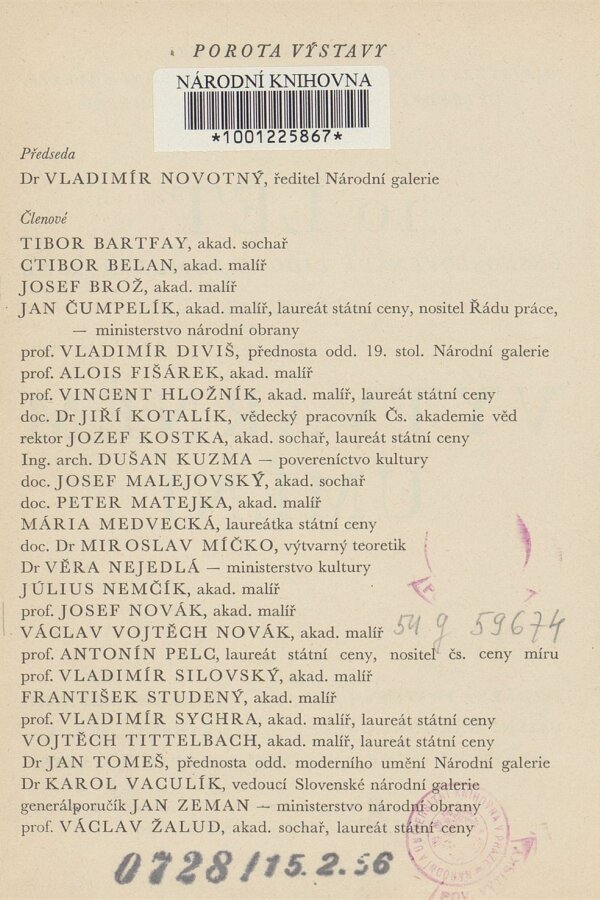 POROTA VÝSTAVY
NÁRODNÍ KNIHOVNA
*1001225867*
Předseda
Dr VLADIMÍR NOVOTNÝ, ředitel Národní galerie
Členové
TIBOR BARTFAY, akad. sochař
CTIBOR BELAN, akad. malíř
JOSEF BROŽ, akad. malíř
JAN ČUMPELÍK, akad. malíř, laureát státní ceny, nositel Řádu práce,
— ministerstvo národní obrany
prof. VLADIMÍR DIVIŠ, přednosta odd. 19. stol. Národní galerie
prof. ALOIS FIŠÁREK, akad. malíř
prof. VINCENT HLOŽNÍK, akad. malíř, laureát státní ceny
doc. Dr JIŘÍ KOTALÍK, vědecký pracovník Čs. akademie věd
rektor JOZEF KOSTKA, akad. sochař, laureát státní ceny
Ing. arch. DUŠAN KUZMA — povereníctvo kultury
doc. JOSEF MALEJOVSKÝ, akad. sochař
doc. PETER MATEJKA, akad. malíř
MÁRIA MEDVECKÁ, laureátka státní ceny
doc. Dr MIROSLAV MÍČKO, výtvarný teoretik
Dr VĚRA NEJEDLÁ — ministerstvo kultury
JÚLIUS NEMČÍK, akad. malíř
prof. JOSEF NOVÁK, akad. malíř
VÁCLAV VOJTĚCH NOVÁK, akad. malíř 54 g 59674
prof. ANTONÍN PELC, laureát státní ceny, nositel čs. ceny míru
prof. VLADIMÍR SILOVSKÝ, akad. malíř
FRANTIŠEK STUDENÝ, akad. malíř
prof. VLADIMÍR SYCHRA, akad. malíř, laureát státní ceny
VOJTĚCH TITTELBACH, akad. malíř, laureát státní ceny
Dr JAN TOMEŠ, přednosta odd. moderního umění Národní galerie
Dr KAROL VACULÍK, vedoucí Slovenské národní galerie
generálporučík JAN ZEMAN — ministerstvo národní obrany
prof. VÁCLAV ŽALUD, akad. sochař, laureát státní ceny
0728/15.2.56